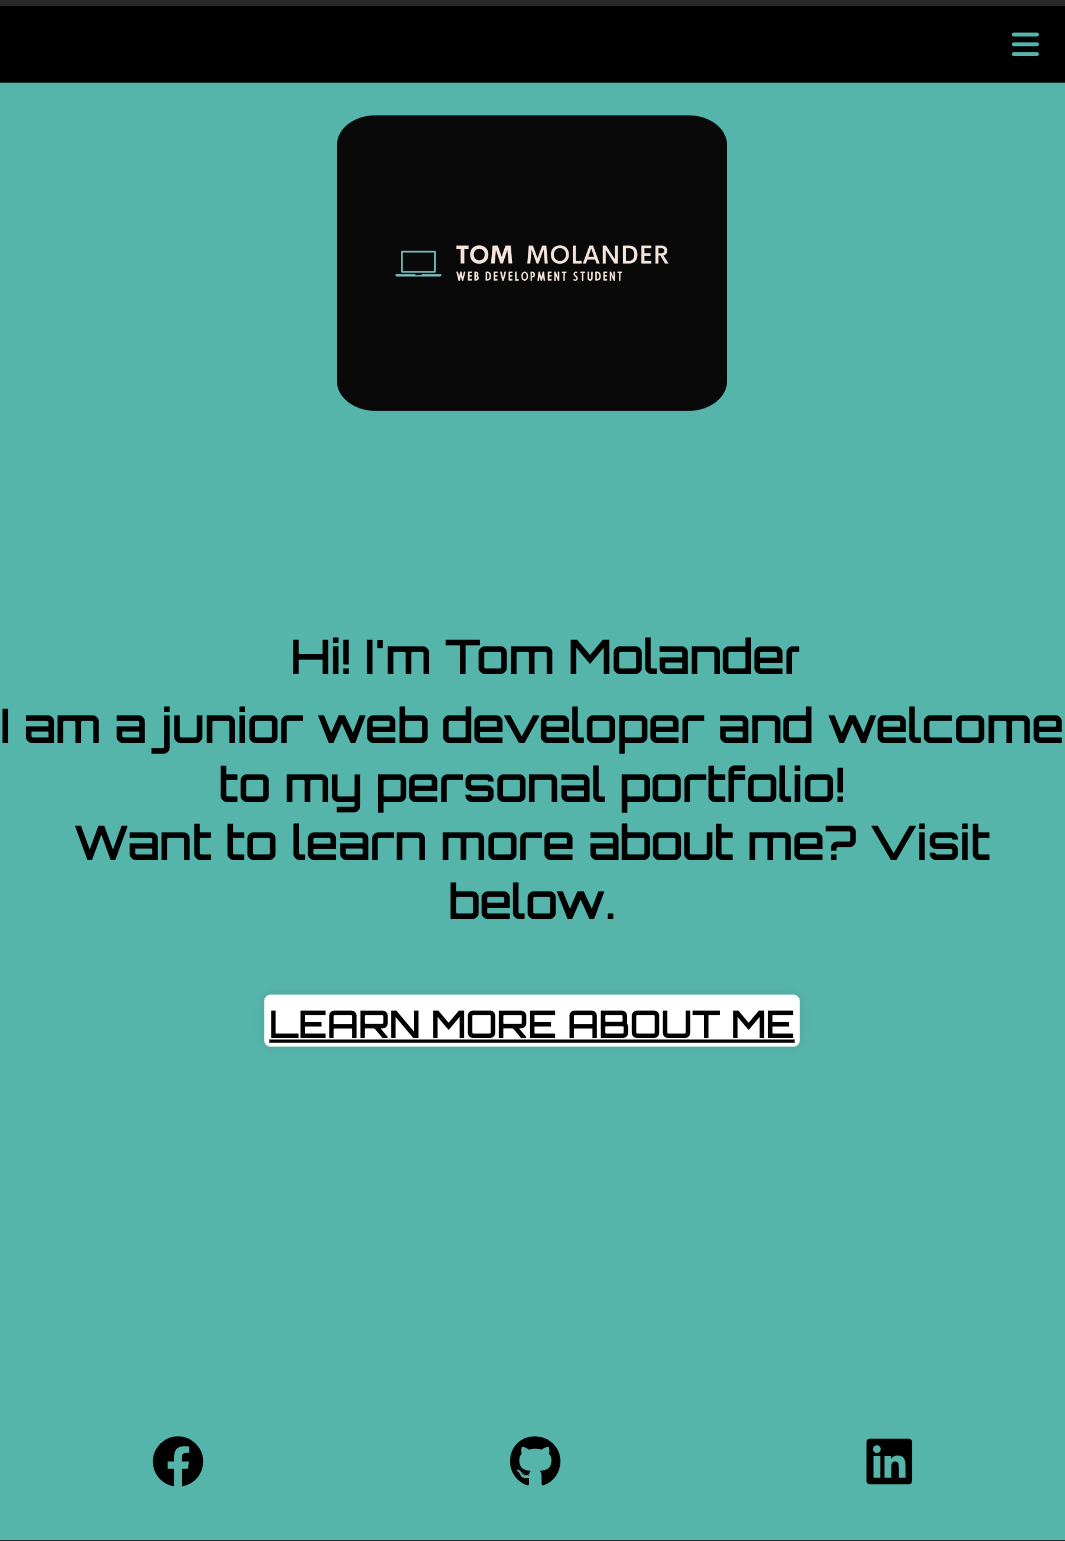 TOM MOLANDER
WEB DEVELOPMENT STUDENT
Hi! I'm Tom Molander
I am a junior web developer and welcome
to my personal portfolio!
Want to learn more about me? Visit
below.
LEARN MORE ABOUT ME